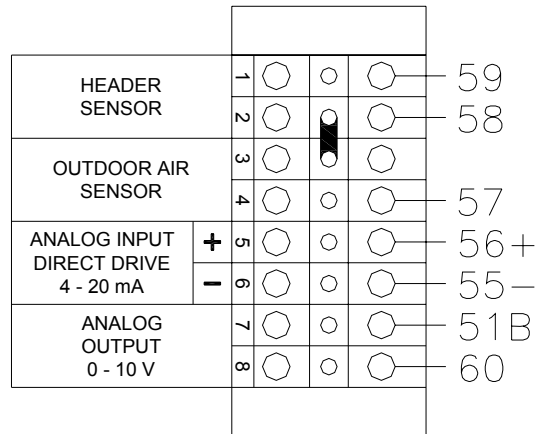 HEADER
SENSOR
1
59
2
58
OUTDOOR AIR
SENSOR
3
4
57
ANALOG INPUT
DIRECT DRIVE
4 - 20 mA
+
5
56+
−
6
55−
ANALOG
OUTPUT
0 - 10 V
7
51B
8
60